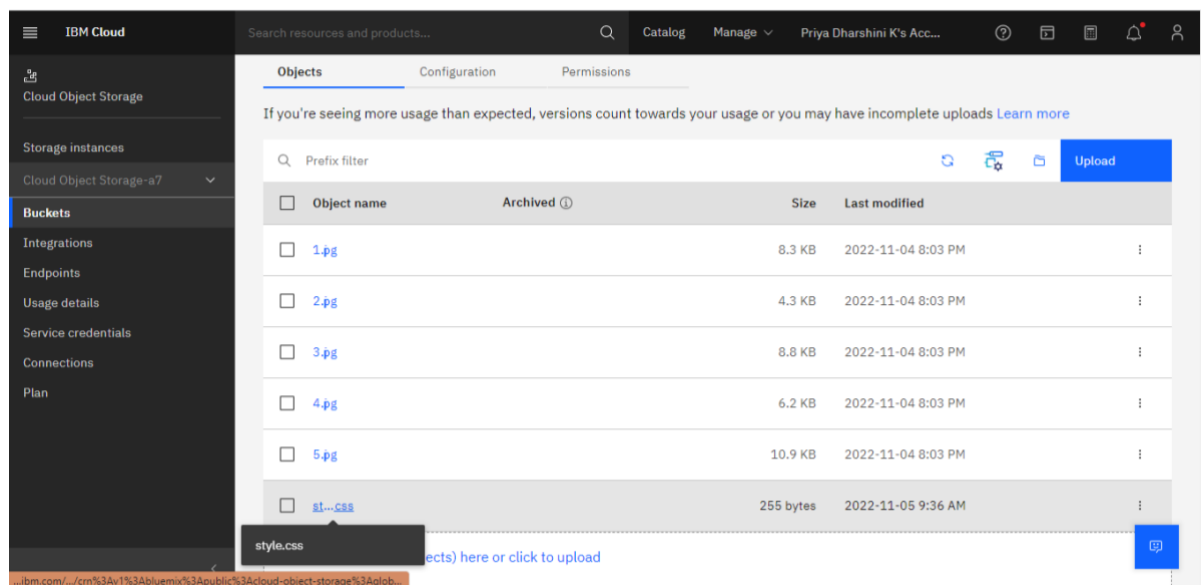 IBM Cloud
Search resources and products...
Catalog
Manage
Priya Dharshini K's Acc...
Cloud Object Storage
Storage instances
Cloud Object Storage-a7
Buckets
Integrations
Endpoints
Usage details
Service credentials
Connections
Plan
Objects
Configuration
Permissions
If you're seeing more usage than expected, versions count towards your usage or you may have incomplete uploads Learn more
Prefix filter
Upload
Object name Archived Size Last modified
1.jpg 8.3 KB 2022-11-04 8:03 PM
2.jpg 4.3 KB 2022-11-04 8:03 PM
3.jpg 8.8 KB 2022-11-04 8:03 PM
4.jpg 6.2 KB 2022-11-04 8:03 PM
5.jpg 10.9 KB 2022-11-04 8:03 PM
st...css 255 bytes 2022-11-05 9:36 AM
style.css
ects) here or click to upload
...ibm.com/.../crn%3Av1%3Abluemix%3Apublic%3Acloud-object-storage%3Aglob...